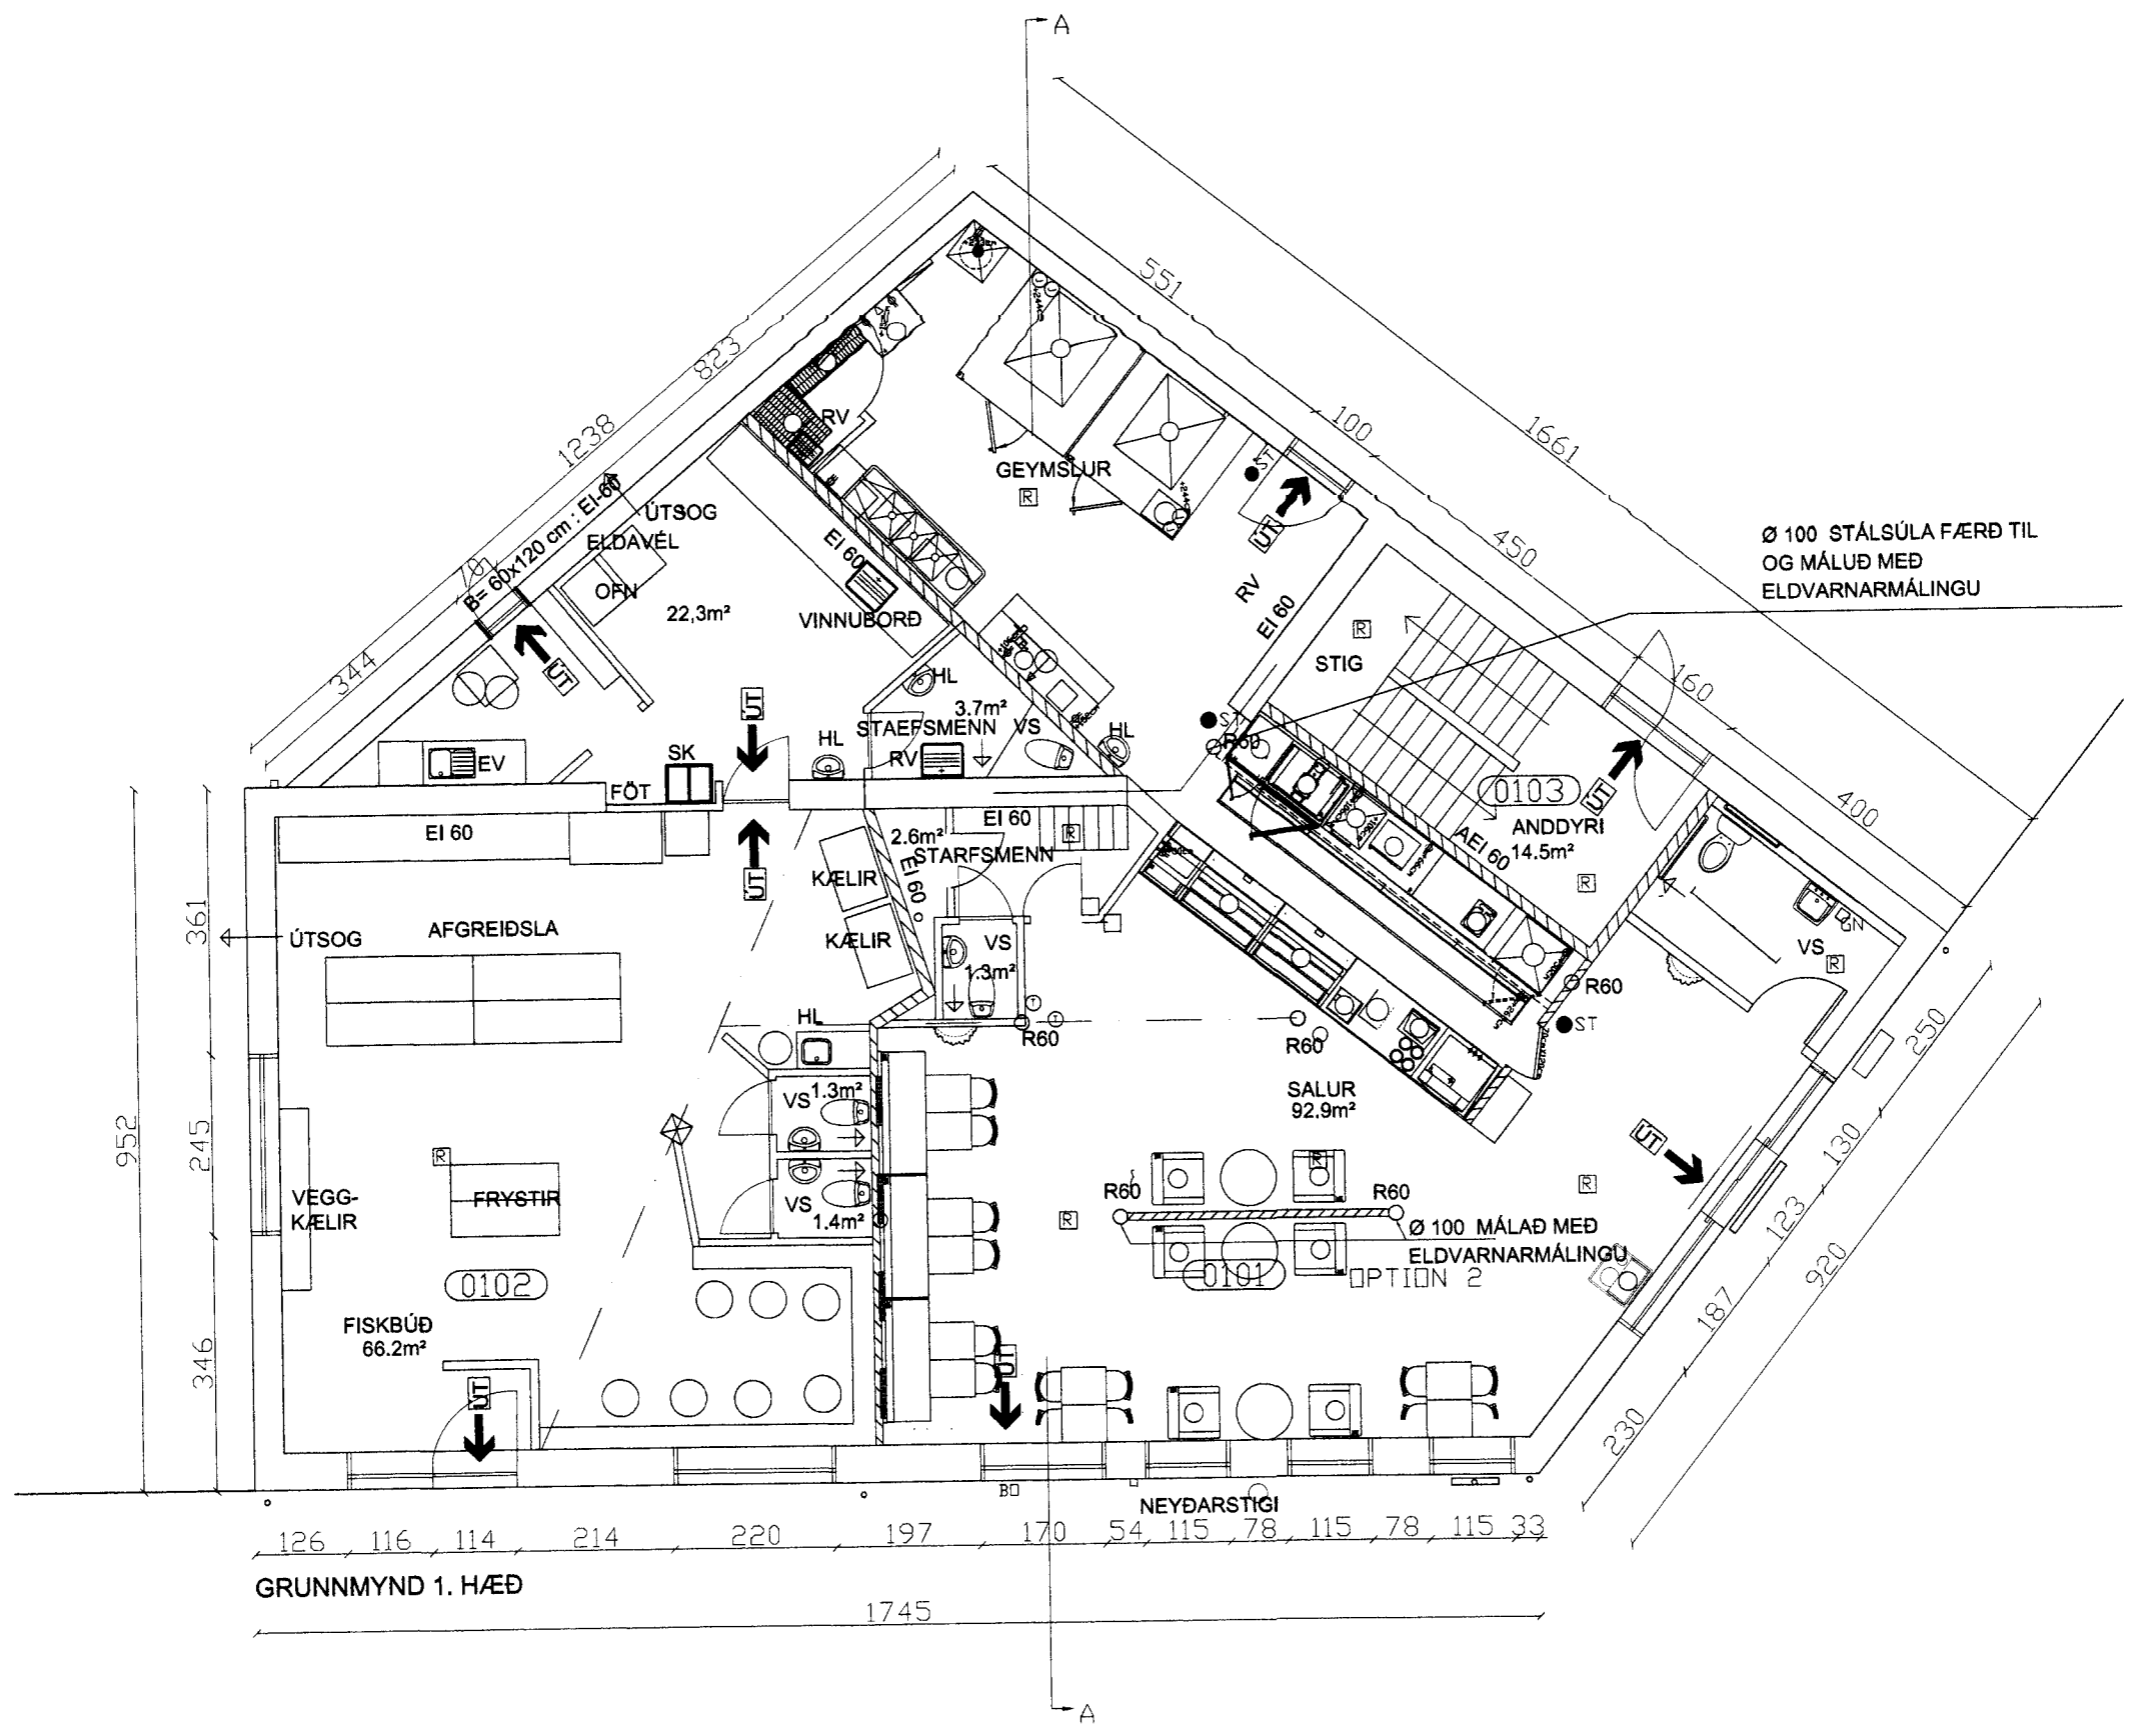 A
551
823
1238
100
1661
RV
GEYMSLUR
ST
ÚTSOG
ELDAVÉL
B= 60x120 cm : EI-60
OFN
22,3m²
VINNUBORÐ
EI 60
ÚT
450
Ø 100 STÁLSÚLA FÆRÐ TIL
OG MÁLUÐ MEÐ
ELDVARNARMÁLINGU
RV
EI 60
R
R
STIG
344
ÚT
ÚT
HL
3.7m²
STAEFSMENN
VS
RV
HL
HL
ST
R60
160
EV
SK
FÖT
0103
ÚT
400
ANDDYRI
14.5m²
AEI 60
R
EI 60
2.6m²
EI 60
R
STARFSMENN
EI 60
KÆLIR
KÆLIR
ÚT
361
ÚTSOG
AFGREIÐSLA
VS
1.3m²
GN
VS
R
R60
ST
HL
R60
R60
250
952
245
VS
1.3m²
SALUR
92.9m²
130
ÚT
R
VEGG-
KÆLIR
FRYSTIR
VS
1.4m²
R
R60
R60
R
R
Ø 100 MÁLAÐ MEÐ
ELDVARNARMÁLINGU
123
920
0102
0101
OPTION 2
187
FISKBÚÐ
66.2m²
346
ÚT
ÚT
230
B
NEYÐARSTIGI
126 116 114 214 220 197 170 54 115 78 115 78 115 33
GRUNNMYND 1. HÆÐ
1745
A